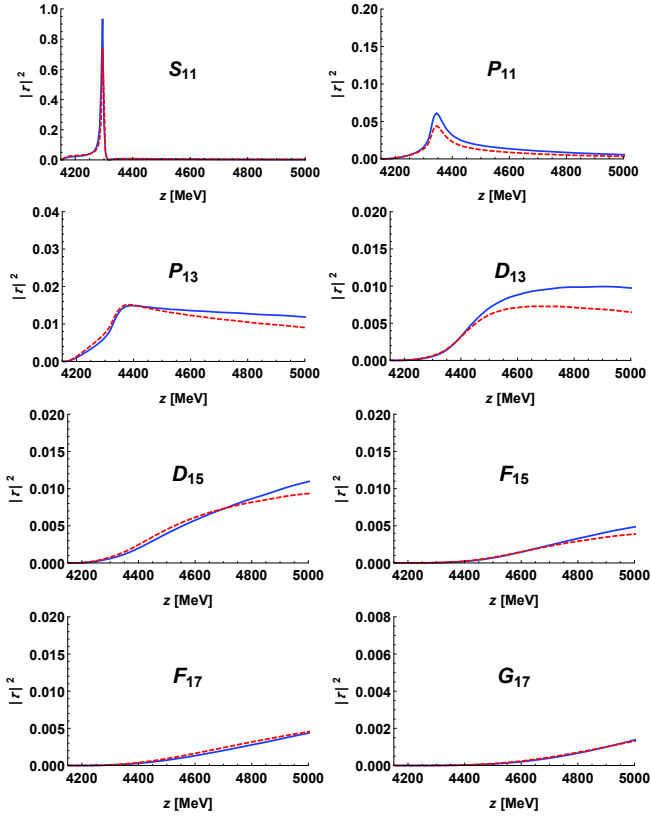 1.0
0.8
0.6
0.4
0.2
0.0
|τ|²
S₁₁
4200 4400 4600 4800 5000
z [MeV]
0.20
0.15
0.10
0.05
0.00
|τ|²
P₁₁
4200 4400 4600 4800 5000
z [MeV]
0.04
0.03
0.02
0.01
0.00
|τ|²
P₁₃
4200 4400 4600 4800 5000
z [MeV]
0.020
0.015
0.010
0.005
0.000
|τ|²
D₁₃
4200 4400 4600 4800 5000
z [MeV]
0.020
0.015
0.010
0.005
0.000
|τ|²
D₁₅
4200 4400 4600 4800 5000
z [MeV]
0.020
0.015
0.010
0.005
0.000
|τ|²
F₁₅
4200 4400 4600 4800 5000
z [MeV]
0.020
0.015
0.010
0.005
0.000
|τ|²
F₁₇
4200 4400 4600 4800 5000
z [MeV]
0.008
0.006
0.004
0.002
0.000
|τ|²
G₁₇
4200 4400 4600 4800 5000
z [MeV]